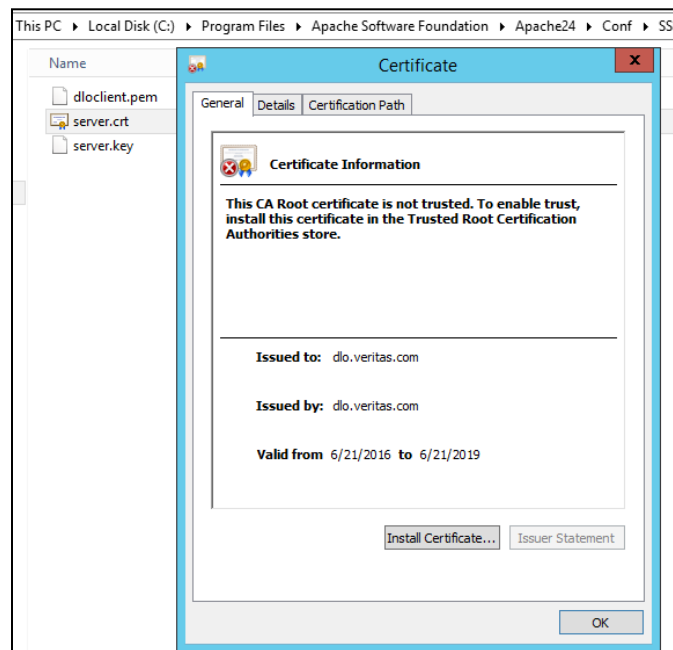 This PC ▸ Local Disk (C:) ▸ Program Files ▸ Apache Software Foundation ▸ Apache24 ▸ Conf ▸
Name
dloclient.pem
server.crt
server.key
Certificate
x
General Details Certification Path
Certificate Information
This CA Root certificate is not trusted. To enable trust,
install this certificate in the Trusted Root Certification
Authorities store.
Issued to: dlo.veritas.com
Issued by: dlo.veritas.com
Valid from 6/21/2016 to 6/21/2019
Install Certificate... Issuer Statement
OK